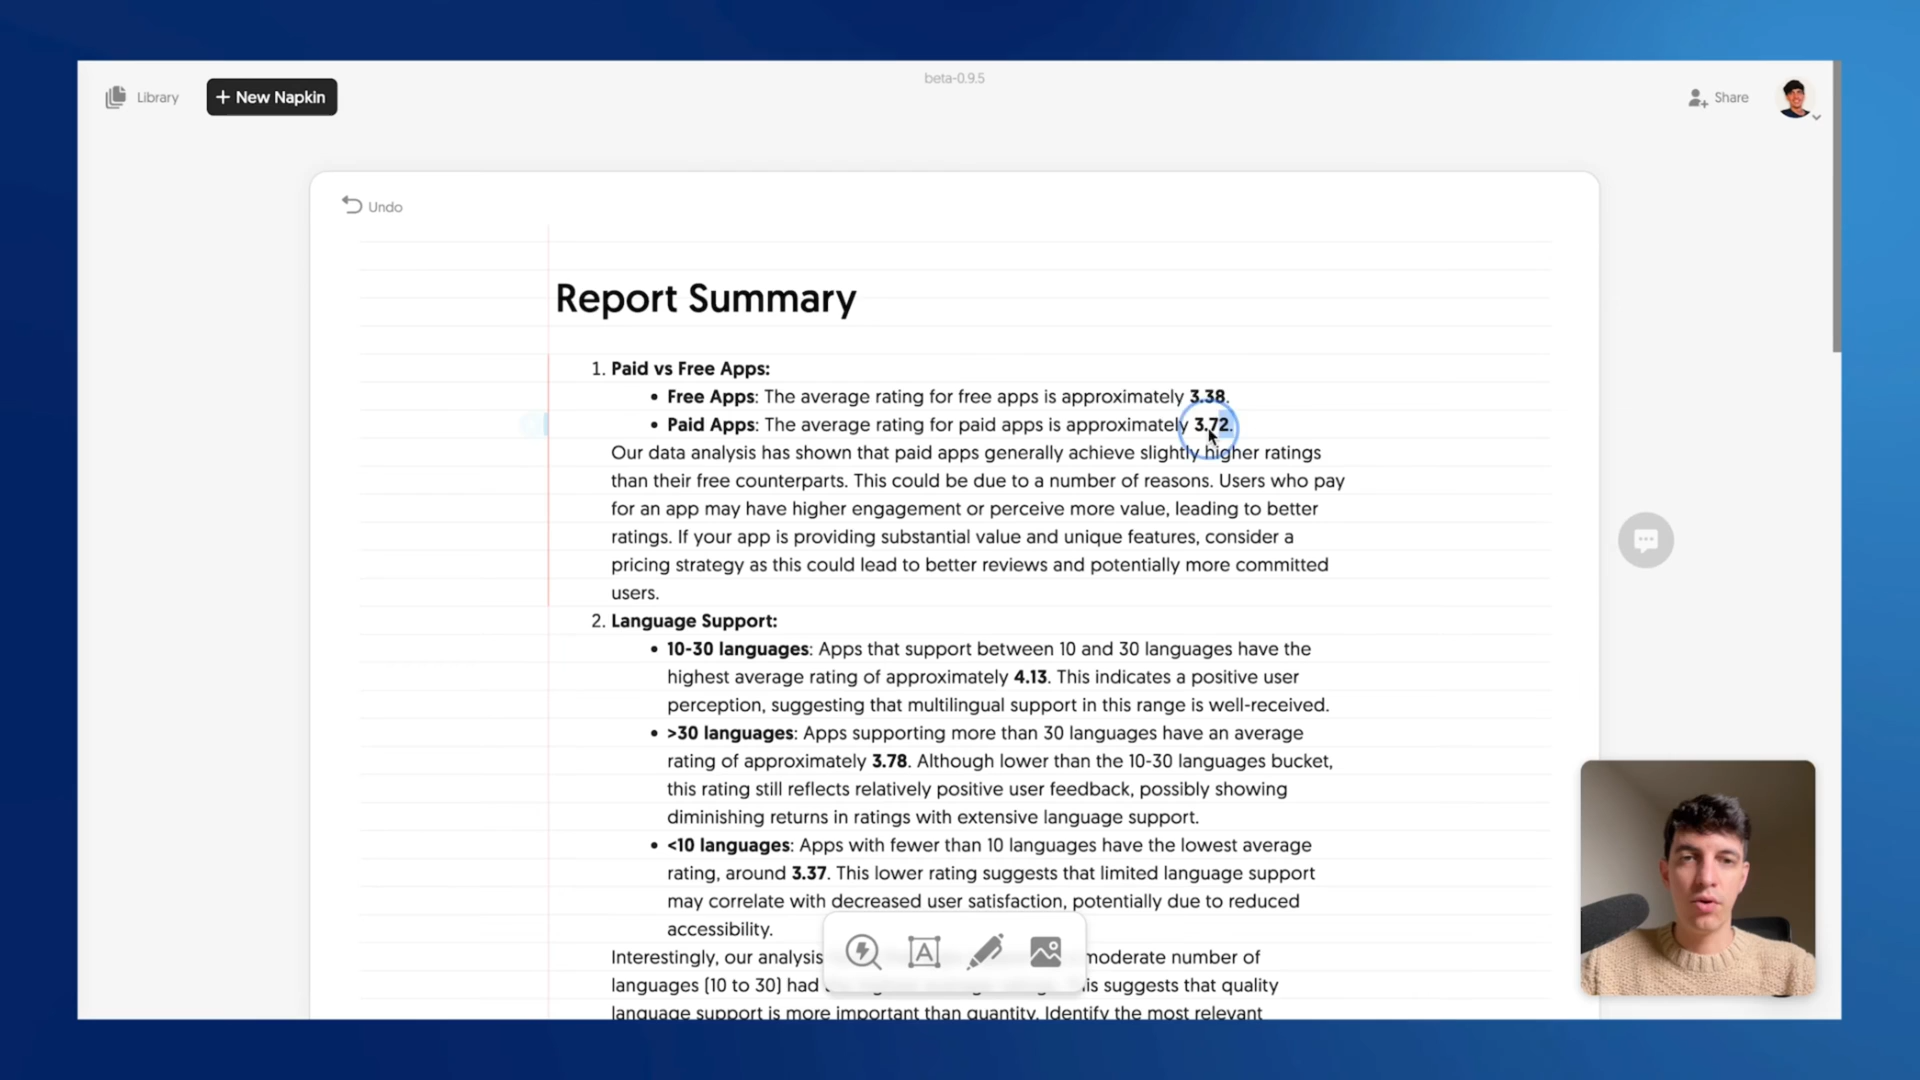 beta-0.9.5
Library
+ New Napkin
Share
Undo
Report Summary
1. Paid vs Free Apps:
• Free Apps: The average rating for free apps is approximately 3.38.
• Paid Apps: The average rating for paid apps is approximately 3.72.
Our data analysis has shown that paid apps generally achieve slightly higher ratings
than their free counterparts. This could be due to a number of reasons. Users who pay
for an app may have higher engagement or perceive more value, leading to better
ratings. If your app is providing substantial value and unique features, consider a
pricing strategy as this could lead to better reviews and potentially more committed
users.
2. Language Support:
• 10-30 languages: Apps that support between 10 and 30 languages have the
highest average rating of approximately 4.13. This indicates a positive user
perception, suggesting that multilingual support in this range is well-received.
• >30 languages: Apps supporting more than 30 languages have an average
rating of approximately 3.78. Although lower than the 10-30 languages bucket,
this rating still reflects relatively positive user feedback, possibly showing
diminishing returns in ratings with extensive language support.
• <10 languages: Apps with fewer than 10 languages have the lowest average
rating, around 3.37. This lower rating suggests that limited language support
may correlate with decreased user satisfaction, potentially due to reduced
accessibility.
Interestingly, our analysis moderate number of
languages (10 to 30) had suggests that quality
language support is more important than quantity. Identify the most relevant